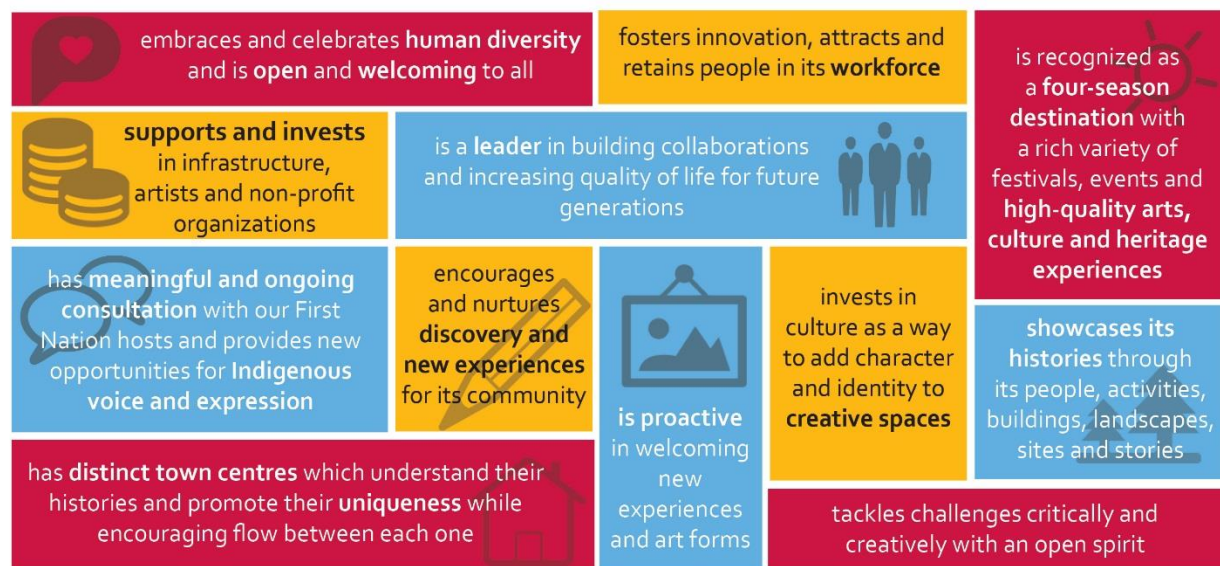 embraces and celebrates human diversity
and is open and welcoming to all
fosters innovation, attracts and
retains people in its workforce
is recognized as
a four-season
destination with
a rich variety of
festivals, events and
high-quality arts,
culture and heritage
experiences
supports and invests
in infrastructure,
artists and non-profit
organizations
is a leader in building collaborations
and increasing quality of life for future
generations
has meaningful and ongoing
consultation with our First
Nation hosts and provides new
opportunities for Indigenous
voice and expression
encourages
and nurtures
discovery and
new experiences
for its community
is proactive
in welcoming
new
experiences
and art forms
invests in
culture as a way
to add character
and identity to
creative spaces
showcases its
histories through
its people, activities,
buildings, landscapes,
sites and stories
has distinct town centres which understand their
histories and promote their uniqueness while
encouraging flow between each one
tackles challenges critically and
creatively with an open spirit